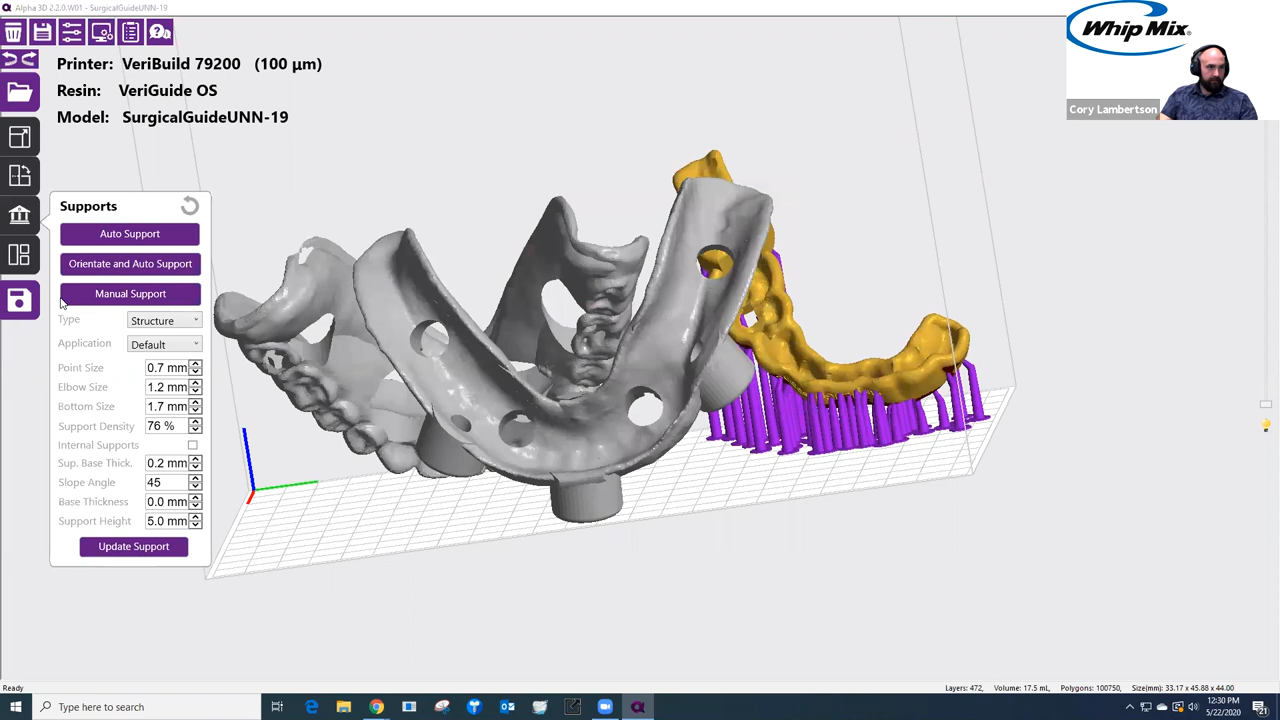 Alpha 3D 2.2.0.W01 - SurgicalGuideUNN-19
Whip Mix®
Cory Lambertson
Printer: VeriBuild 79200 (100 µm)
Resin: VeriGuide OS
Model: SurgicalGuideUNN-19
Supports
Auto Support
Orientate and Auto Support
Manual Support
Type Structure
Application Default
Point Size 0.7 mm
Elbow Size 1.2 mm
Bottom Size 1.7 mm
Support Density 76 %
Internal Supports
Sup. Base Thick. 0.2 mm
Slope Angle 45
Base Thickness 0.0 mm
Support Height 5.0 mm
Update Support
Ready
Layers: 472, Volume: 17.5 mL, Polygons: 100750, Size(mm): 33.17 x 45.88 x 44.00
Type here to search
12:30 PM
5/22/2020
21